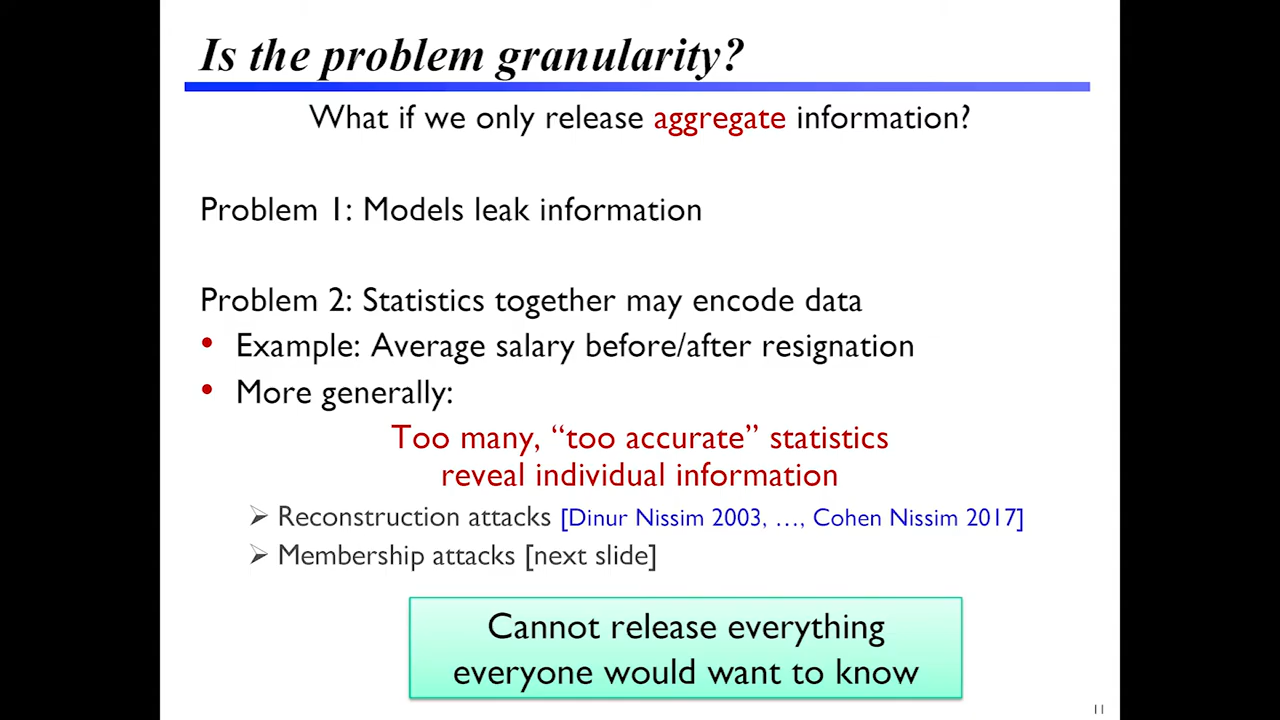 Is the problem granularity?
What if we only release aggregate information?
Problem 1: Models leak information
Problem 2: Statistics together may encode data
• Example: Average salary before/after resignation
• More generally:
Too many, “too accurate” statistics
reveal individual information
➢ Reconstruction attacks [Dinur Nissim 2003, …, Cohen Nissim 2017]
➢ Membership attacks [next slide]
Cannot release everything
everyone would want to know
11